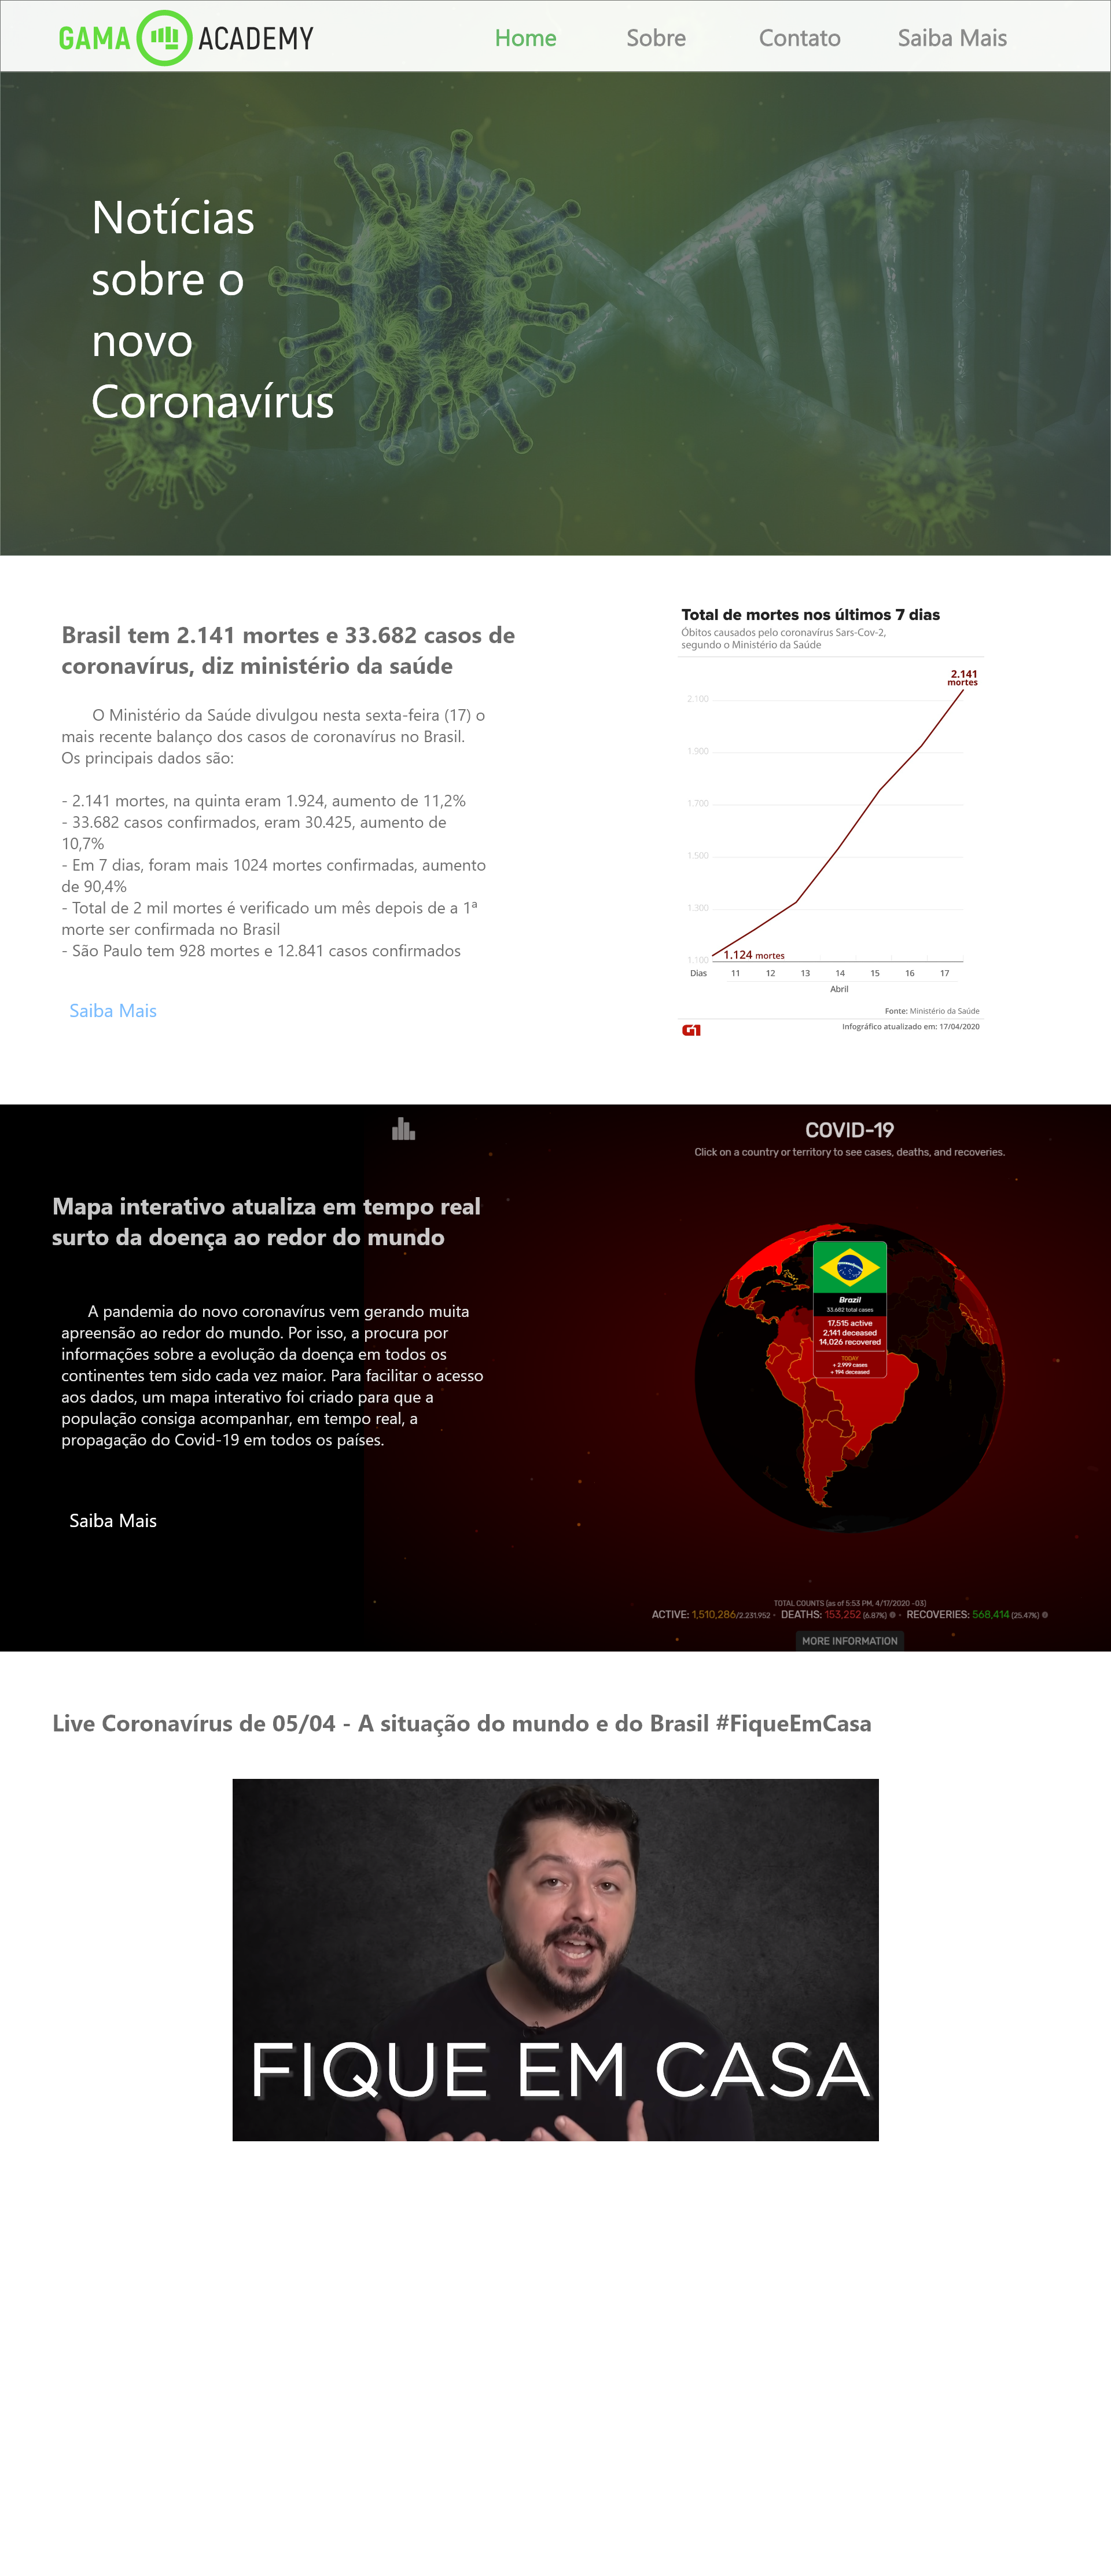 GAMA ACADEMY
Home Sobre Contato Saiba Mais
Notícias
sobre o
novo
Coronavírus
Brasil tem 2.141 mortes e 33.682 casos de
coronavírus, diz ministério da saúde
O Ministério da Saúde divulgou nesta sexta-feira (17) o
mais recente balanço dos casos de coronavírus no Brasil.
Os principais dados são:
- 2.141 mortes, na quinta eram 1.924, aumento de 11,2%
- 33.682 casos confirmados, eram 30.425, aumento de
10,7%
- Em 7 dias, foram mais 1024 mortes confirmadas, aumento
de 90,4%
- Total de 2 mil mortes é verificado um mês depois de a 1ª
morte ser confirmada no Brasil
- São Paulo tem 928 mortes e 12.841 casos confirmados
Saiba Mais
Total de mortes nos últimos 7 dias
Óbitos causados pelo coronavírus Sars-Cov-2,
segundo o Ministério da Saúde
2.141
mortes
2.100
1.900
1.700
1.500
1.300
1.100
1.124 mortes
Dias 11 12 13 14 15 16 17
Abril
Fonte: Ministério da Saúde
G1
Infográfico atualizado em: 17/04/2020
COVID-19
Click on a country or territory to see cases, deaths, and recoveries.
Mapa interativo atualiza em tempo real
surto da doença ao redor do mundo
A pandemia do novo coronavírus vem gerando muita
apreensão ao redor do mundo. Por isso, a procura por
informações sobre a evolução da doença em todos os
continentes tem sido cada vez maior. Para facilitar o acesso
aos dados, um mapa interativo foi criado para que a
população consiga acompanhar, em tempo real, a
propagação do Covid-19 em todos os países.
Saiba Mais
Brazil
33.682 total cases
17,515 active
2,141 deceased
14,026 recovered
TODAY
+ 2.999 cases
+ 194 deceased
TOTAL COUNTS (as of 5:53 PM, 4/17/2020 -03)
ACTIVE: 1,510,286/2.231.952 · DEATHS: 153,252 (6.87%) · RECOVERIES: 568,414 (25.47%)
MORE INFORMATION
Live Coronavírus de 05/04 - A situação do mundo e do Brasil #FiqueEmCasa
FIQUE EM CASA